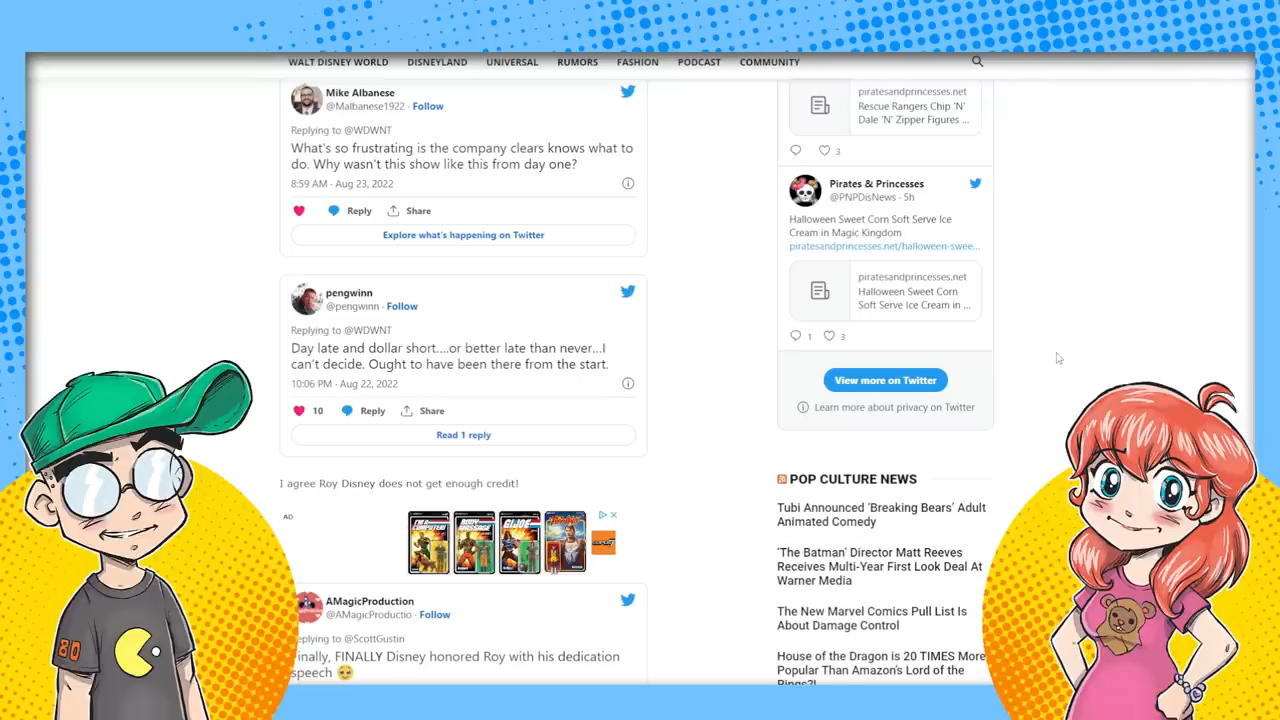 WALT DISNEY WORLD DISNEYLAND UNIVERSAL RUMORS FASHION PODCAST COMMUNITY
Mike Albanese
@Malbanese1922 · Follow
Replying to @WDWNT
What's so frustrating is the company clears knows what to
do. Why wasn't this show like this from day one?
8:59 AM - Aug 23, 2022
Reply Share
Explore what's happening on Twitter
pengwinn
@pengwinn · Follow
Replying to @WDWNT
Day late and dollar short....or better late than never...I
can't decide. Ought to have been there from the start.
10:06 PM - Aug 22, 2022
10 Reply Share
Read 1 reply
I agree Roy Disney does not get enough credit!
AD
AMagicProduction
@AMagicProductio · Follow
eplying to @ScottGustin
inally, FINALLY Disney honored Roy with his dedication
speech
piratesandprincesses.net
Rescue Rangers Chip 'N'
Dale 'N' Zipper Figures ...
3
Pirates & Princesses
@PNPDisNews · 5h
Halloween Sweet Corn Soft Serve Ice
Cream in Magic Kingdom
piratesandprincesses.net/halloween-swee...
piratesandprincesses.net
Halloween Sweet Corn
Soft Serve Ice Cream in ...
1 3
View more on Twitter
Learn more about privacy on Twitter
POP CULTURE NEWS
Tubi Announced 'Breaking Bears' Adult
Animated Comedy
'The Batman' Director Matt Reeves
Receives Multi-Year First Look Deal At
Warner Media
The New Marvel Comics Pull List Is
About Damage Control
House of the Dragon is 20 TIMES More
Popular Than Amazon's Lord of the
Rings?!
80